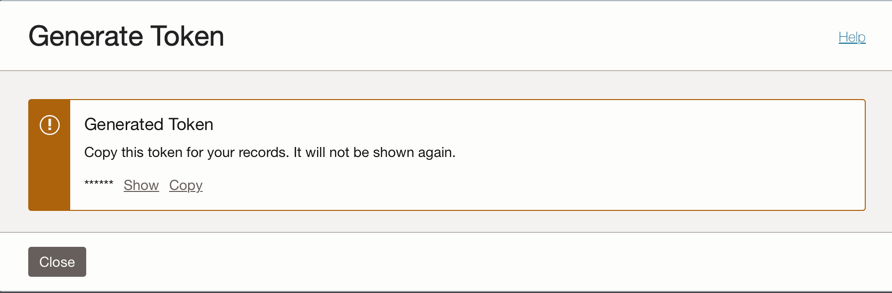 Generate Token
Help
Generated Token
Copy this token for your records. It will not be shown again.
****** Show Copy
Close